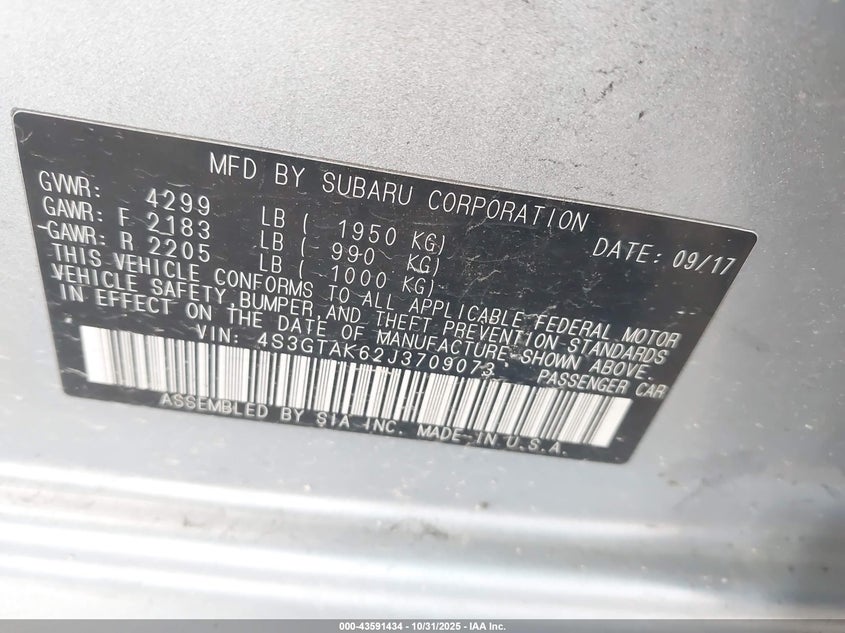 MFD BY SUBARU CORPORATION
GVWR: 4299 LB ( 1950 KG) DATE: 09/17
GAWR: F 2183 LB ( 990 KG)
GAWR: R 2205 LB ( 1000 KG)
THIS VEHICLE CONFORMS TO ALL APPLICABLE FEDERAL MOTOR
VEHICLE SAFETY, BUMPER, AND THEFT PREVENTION STANDARDS
IN EFFECT ON THE DATE OF MANUFACTURE SHOWN ABOVE.
VIN: 4S3GTAK62J3709073 PASSENGER CAR
ASSEMBLED BY SIA INC. MADE IN U.S.A.
000-43591434 - 10/31/2025 - IAA Inc.